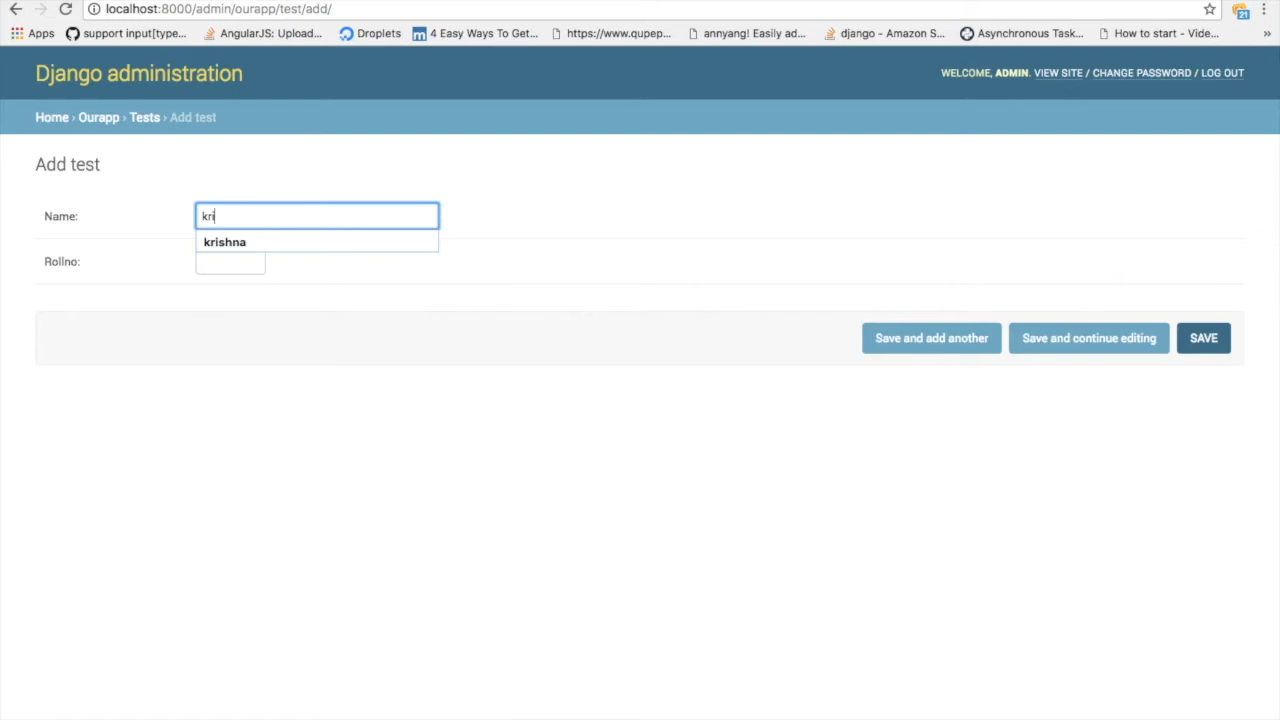 localhost:8000/admin/ourapp/test/add/
21
Apps support input[type... AngularJS: Upload... Droplets 4 Easy Ways To Get... https://www.qupep... annyang! Easily ad... django - Amazon S... Asynchronous Task... How to start - Vide... »
Django administration
WELCOME, ADMIN. VIEW SITE / CHANGE PASSWORD / LOG OUT
Home › Ourapp › Tests › Add test
Add test
Name: kri
krishna
Rollno:
Save and add another Save and continue editing SAVE